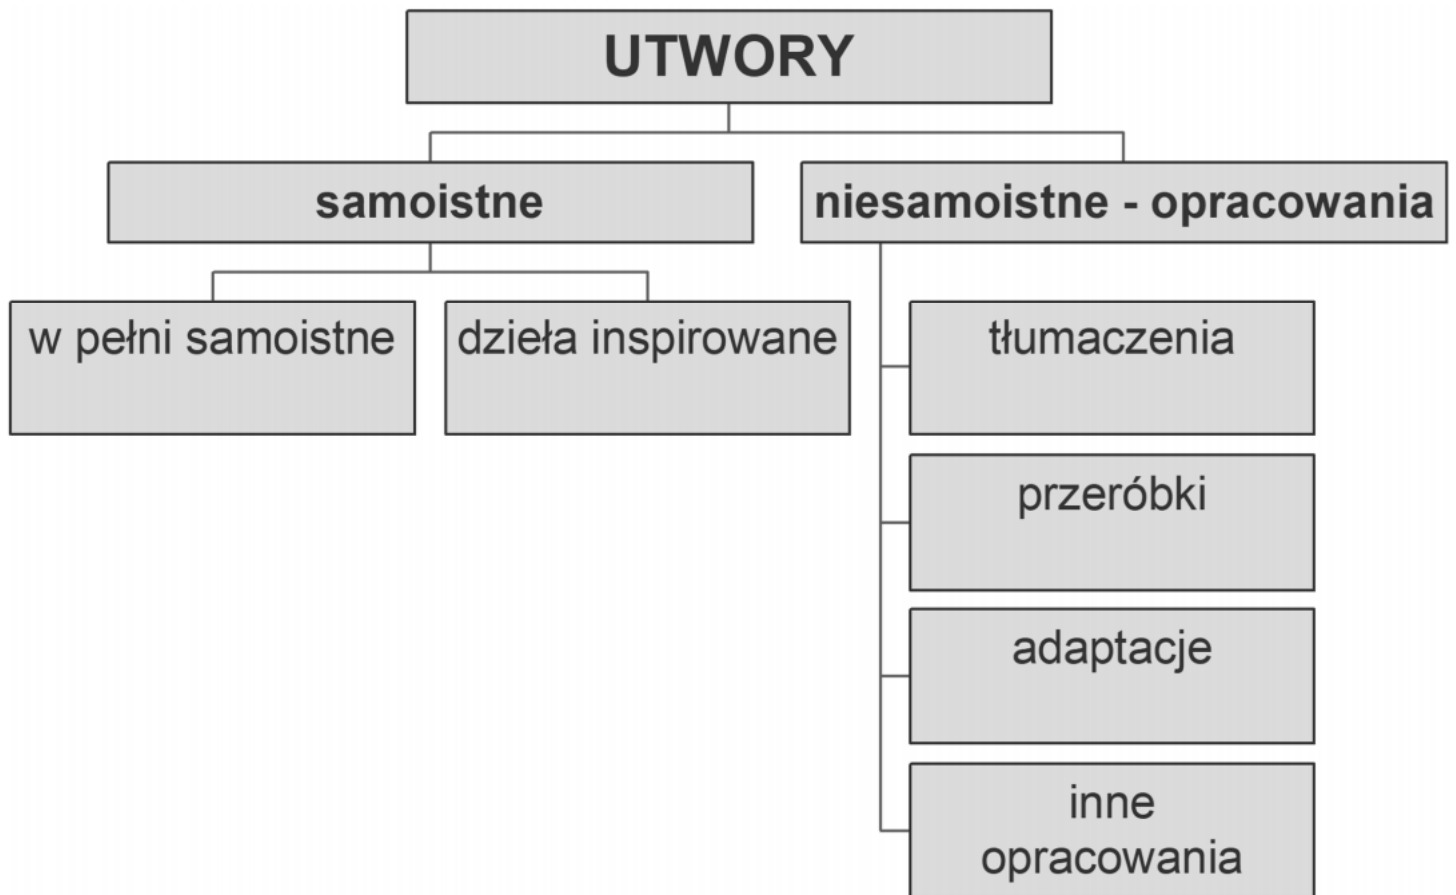 UTWORY
samoistne
niesamoistne - opracowania
w pełni samoistne
dzieła inspirowane
tłumaczenia
przeróbki
adaptacje
inne
opracowania